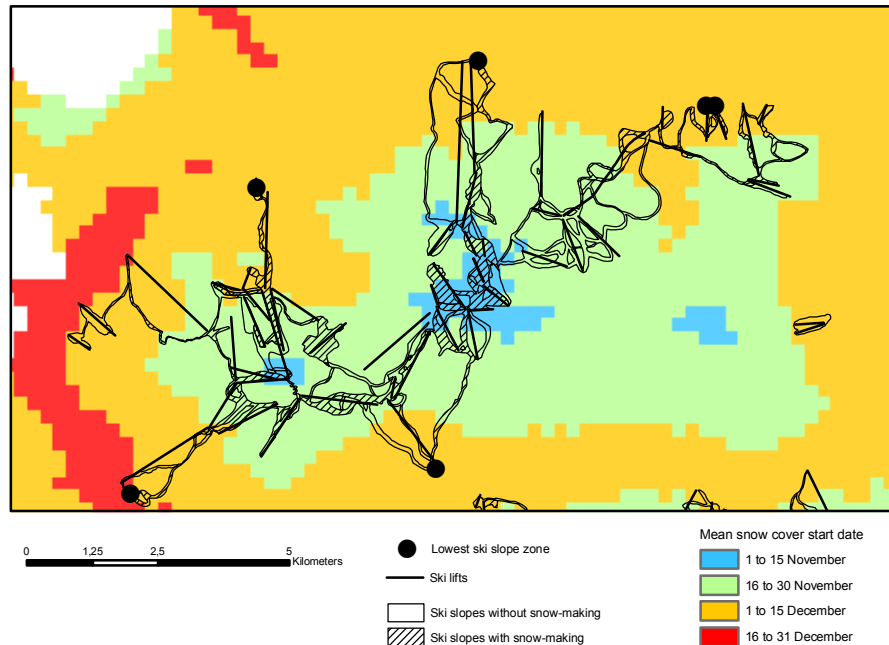 0 1,25 2,5 5
Kilometers
Lowest ski slope zone
Ski lifts
Ski slopes without snow-making
Ski slopes with snow-making
Mean snow cover start date
1 to 15 November
16 to 30 November
1 to 15 December
16 to 31 December